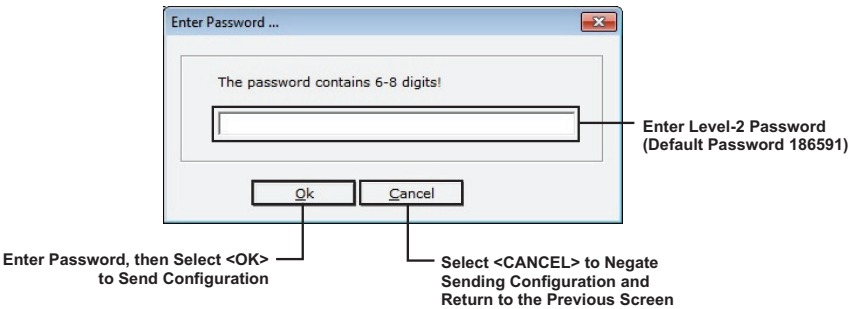 Enter Password ...
The password contains 6-8 digits!
Enter Level-2 Password
(Default Password 186591)
Ok
Cancel
Enter Password, then Select <OK>
to Send Configuration
Select <CANCEL> to Negate
Sending Configuration and
Return to the Previous Screen